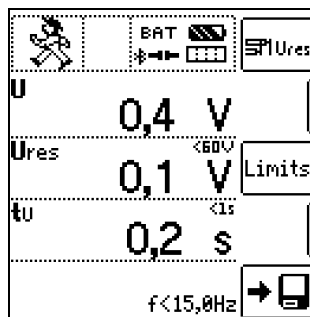 BAT
Ures
U
0,4 V
Ures <60V
0,1 V
Limits
tU <1s
0,2 s
f<15,0Hz